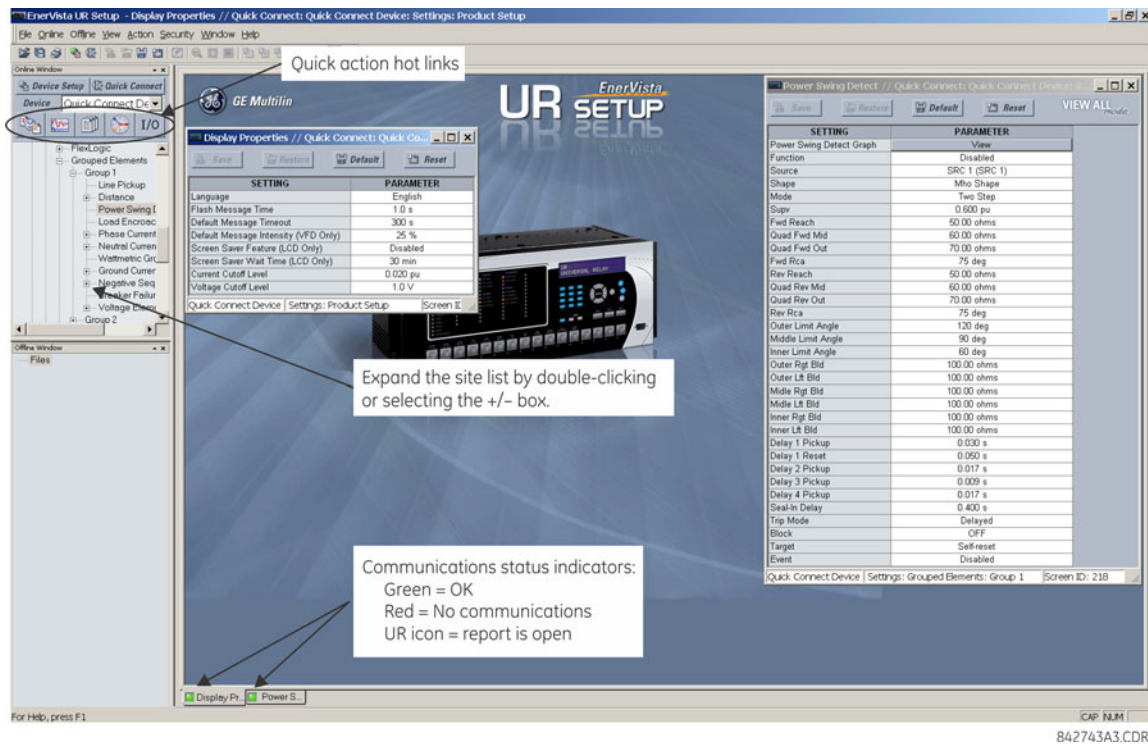 EnerVista UR Setup - Display Properties // Quick Connect: Quick Connect Device: Settings: Product Setup
File Online Offline View Action Security Window Help
Quick action hot links
Online Window
Device Setup Quick Connect
Device Quick Connect De
I/O
FlexLogic
Grouped Elements
Group 1
Line Pickup
Distance
Power Swing D
Load Encroac
Phase Current
Neutral Curren
Wattmetric Gro
Ground Currer
Negative Seq
Breaker Failur
Voltage Eleme
Group 2
Offline Window
Files
GE Multilin
EnerVista
UR SETUP
Display Properties // Quick Connect: Quick Co...
Save Restore Default Reset
SETTING PARAMETER
Language English
Flash Message Time 1.0 s
Default Message Timeout 300 s
Default Message Intensity (VFD Only) 25 %
Screen Saver Feature (LCD Only) Disabled
Screen Saver Wait Time (LCD Only) 30 min
Current Cutoff Level 0.020 pu
Voltage Cutoff Level 1.0 V
Quick Connect Device Settings: Product Setup Screen ID
UNIVERSAL RELAY
Expand the site list by double-clicking
or selecting the +/– box.
Communications status indicators:
Green = OK
Red = No communications
UR icon = report is open
Power Swing Detect // Quick Connect: Quick Connect Device: S...
Save Restore Default Reset VIEW ALL mode
SETTING PARAMETER
Power Swing Detect Graph View
Function Disabled
Source SRC 1 (SRC 1)
Shape Mho Shape
Mode Two Step
Supv 0.600 pu
Fwd Reach 50.00 ohms
Quad Fwd Mid 60.00 ohms
Quad Fwd Out 70.00 ohms
Fwd Rca 75 deg
Rev Reach 50.00 ohms
Quad Rev Mid 60.00 ohms
Quad Rev Out 70.00 ohms
Rev Rca 75 deg
Outer Limit Angle 120 deg
Middle Limit Angle 90 deg
Inner Limit Angle 60 deg
Outer Rgt Bld 100.00 ohms
Outer Lft Bld 100.00 ohms
Midle Rgt Bld 100.00 ohms
Midle Lft Bld 100.00 ohms
Inner Rgt Bld 100.00 ohms
Inner Lft Bld 100.00 ohms
Delay 1 Pickup 0.030 s
Delay 1 Reset 0.050 s
Delay 2 Pickup 0.017 s
Delay 3 Pickup 0.009 s
Delay 4 Pickup 0.017 s
Seal-In Delay 0.400 s
Trip Mode Delayed
Block OFF
Target Self-reset
Event Disabled
Quick Connect Device Settings: Grouped Elements: Group 1 Screen ID: 218
Display Pr... Power S...
For Help, press F1
CAP NUM
842743A3.CDR